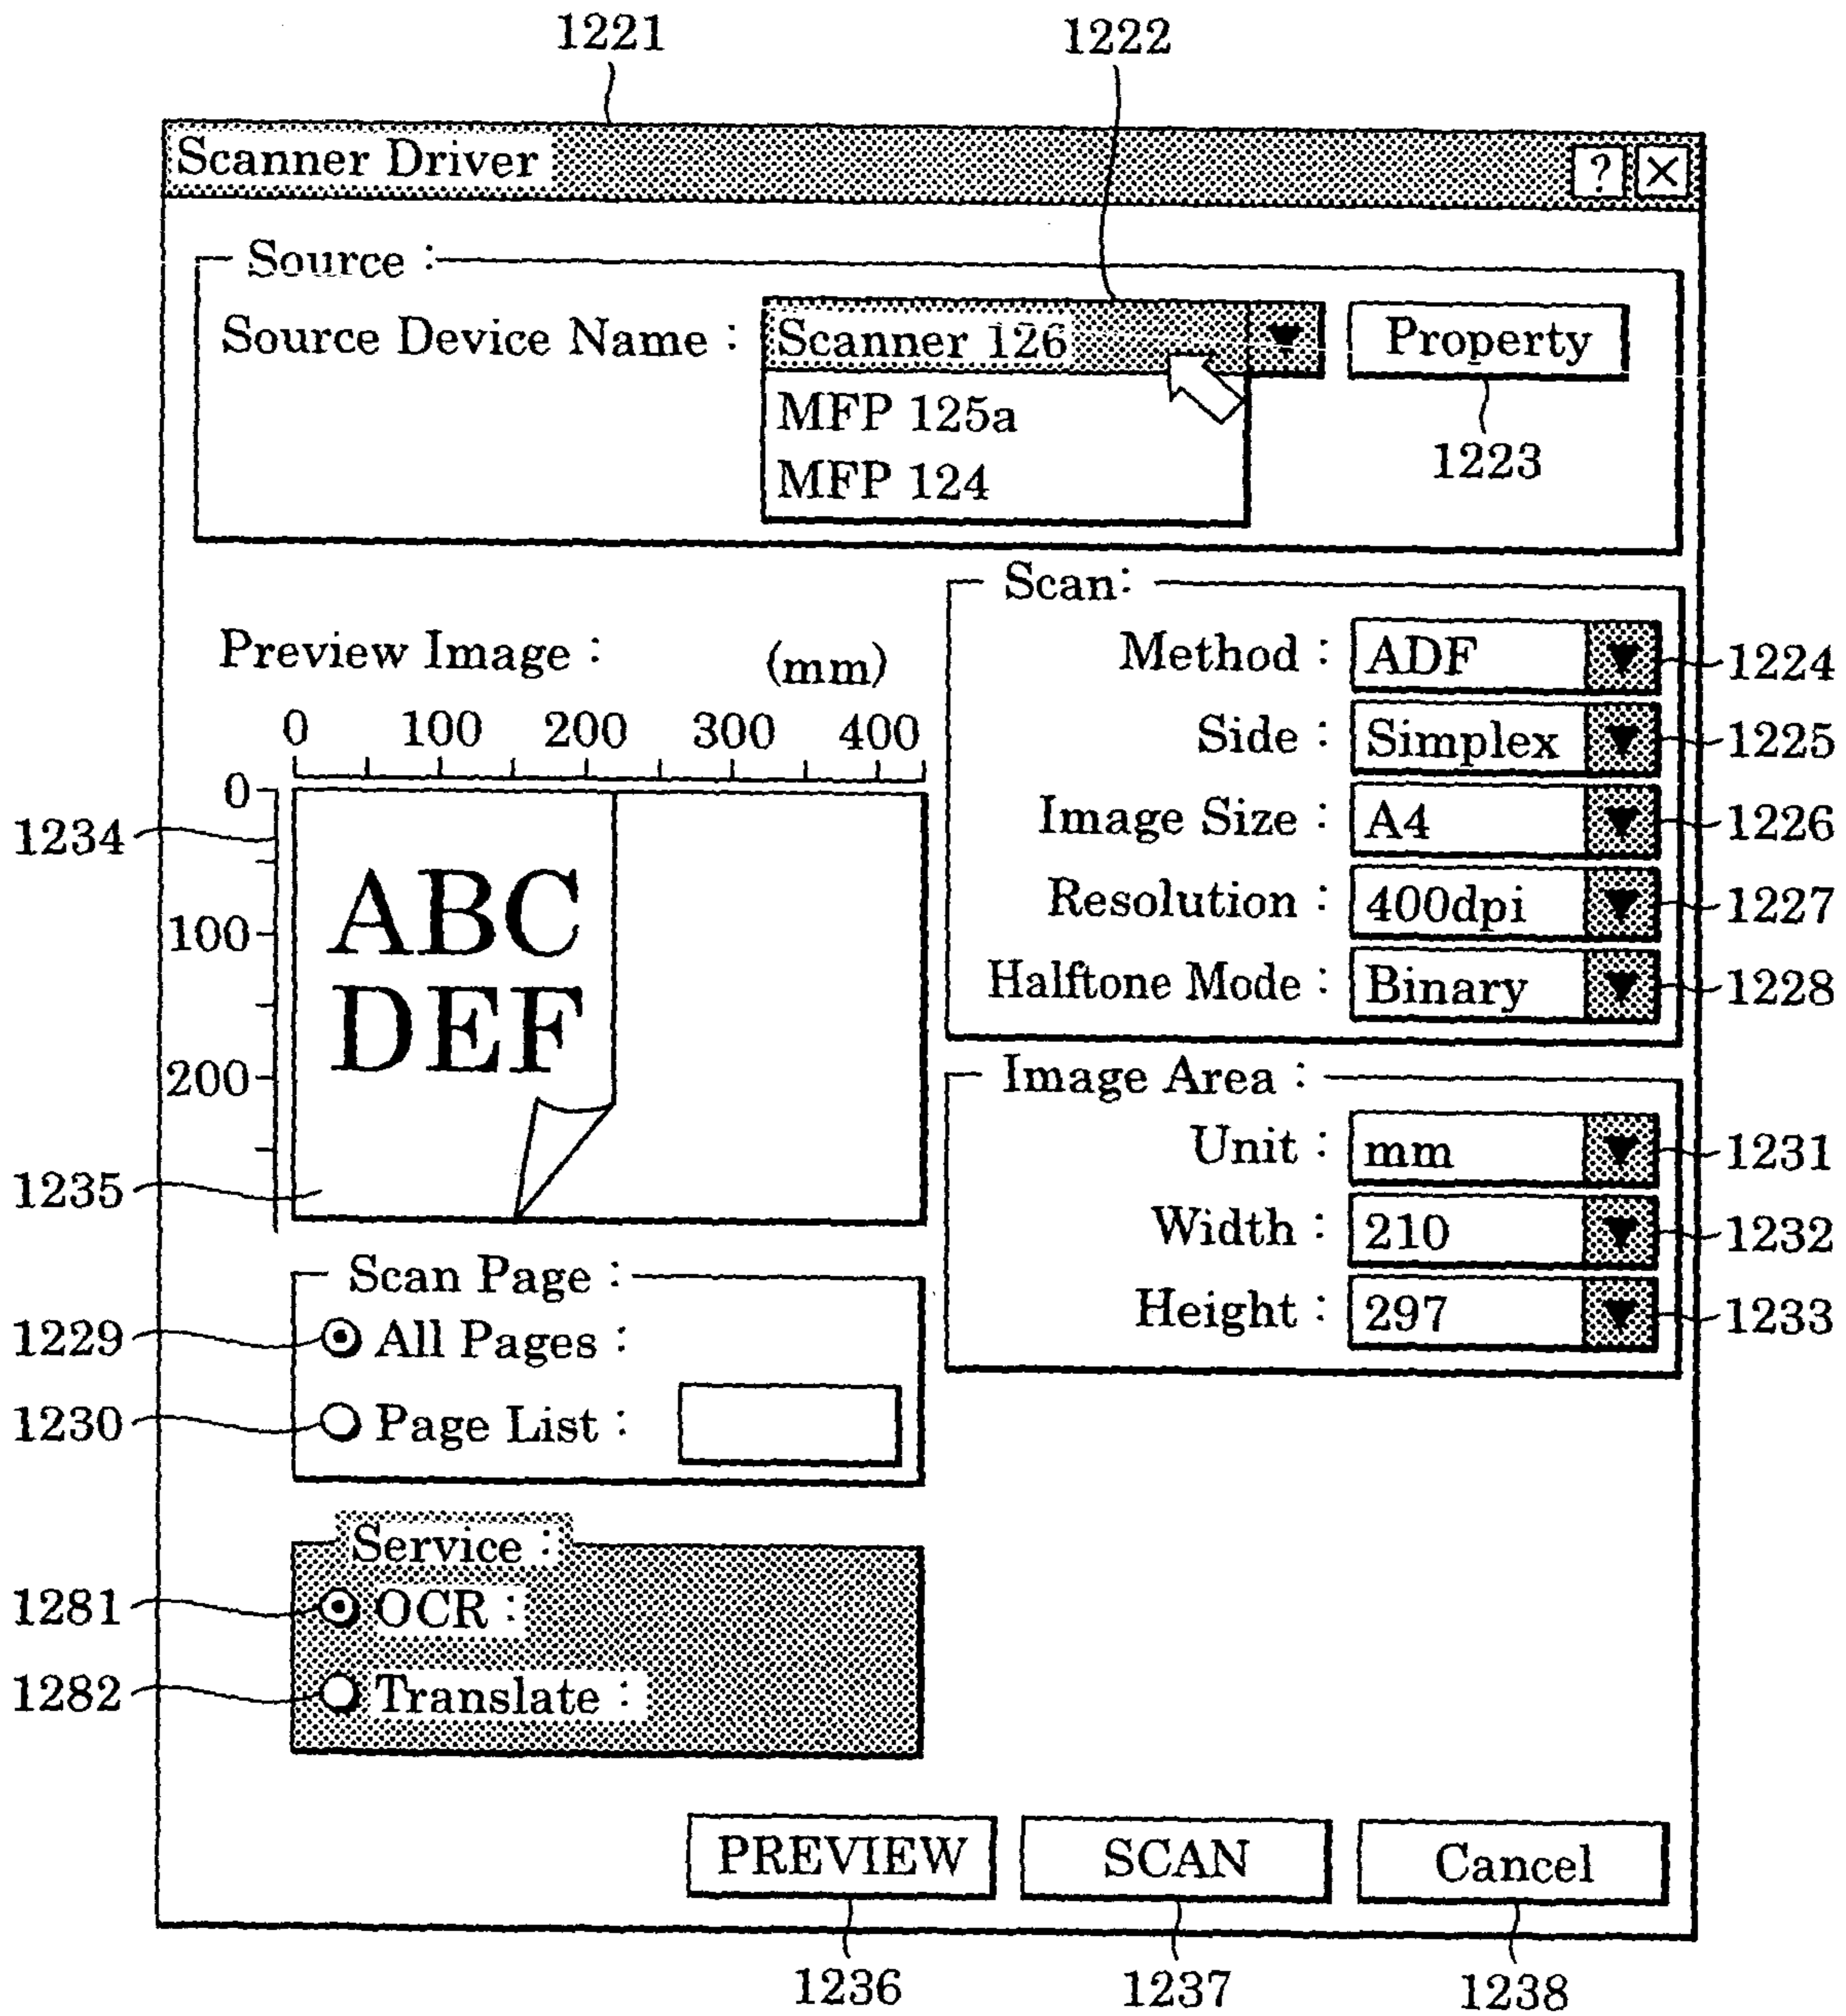 1221 1222
Scanner Driver ? ×
Source :
Source Device Name : Scanner 126 ▼ Property
MFP 125a
MFP 124
1223
Scan:
Preview Image : (mm)
Method : ADF ▼ 1224
0 100 200 300 400
Side : Simplex ▼ 1225
0
1234
Image Size : A4 ▼ 1226
ABC
100
Resolution : 400dpi ▼ 1227
DEF
Halftone Mode : Binary ▼ 1228
200
Image Area :
Unit : mm ▼ 1231
1235
Width : 210 ▼ 1232
Scan Page :
Height : 297 ▼ 1233
1229 All Pages :
1230 Page List :
Service :
1281 OCR :
1282 Translate :
PREVIEW SCAN Cancel
1236 1237 1238